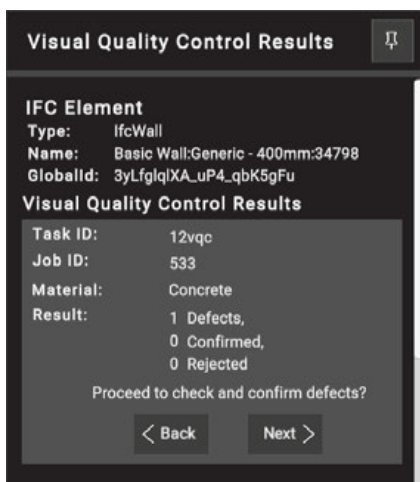 Visual Quality Control Results
IFC Element
Type: IfcWall
Name: Basic Wall:Generic - 400mm:34798
GlobalId: 3yLfglqlXA_uP4_qbK5gFu
Visual Quality Control Results
Task ID: 12vqc
Job ID: 533
Material: Concrete
Result: 1 Defects,
0 Confirmed,
0 Rejected
Proceed to check and confirm defects?
< Back Next >